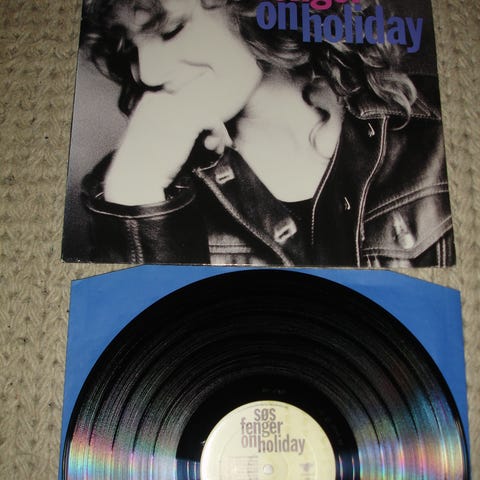 on
holiday
søs
fenger
on holiday